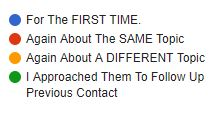 For The FIRST TIME.
Again About The SAME Topic
Again About A DIFFERENT Topic
I Approached Them To Follow Up
Previous Contact